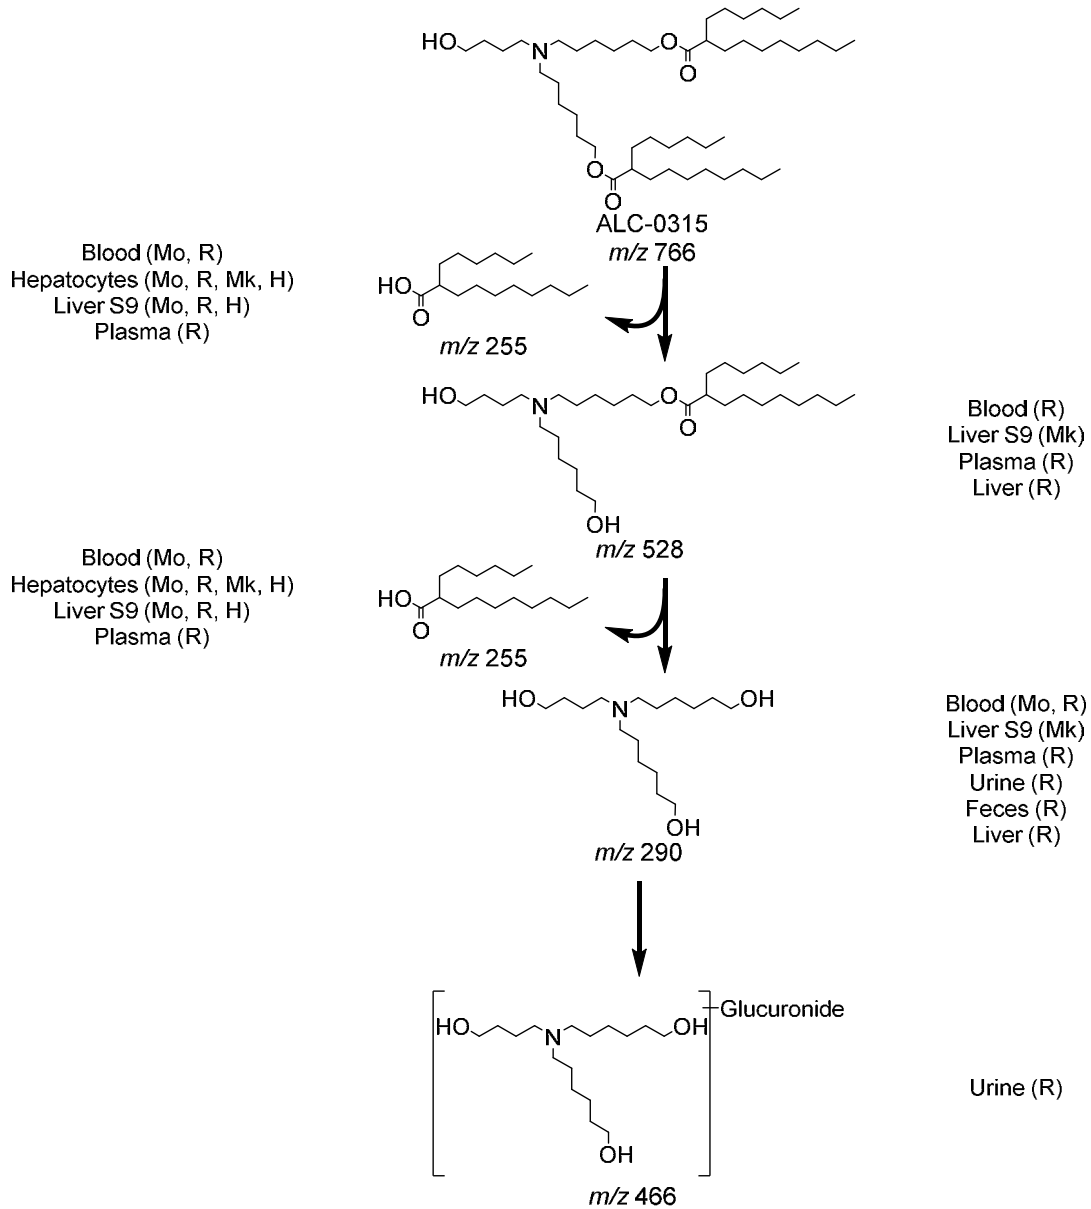 HO
N
O
O
O
O
ALC-0315
m/z 766
Blood (Mo, R)
Hepatocytes (Mo, R, Mk, H)
Liver S9 (Mo, R, H)
Plasma (R)
HO
O
m/z 255
HO
N
O
O
OH
m/z 528
Blood (R)
Liver S9 (Mk)
Plasma (R)
Liver (R)
Blood (Mo, R)
Hepatocytes (Mo, R, Mk, H)
Liver S9 (Mo, R, H)
Plasma (R)
HO
O
m/z 255
HO
N
OH
OH
m/z 290
Blood (Mo, R)
Liver S9 (Mk)
Plasma (R)
Urine (R)
Feces (R)
Liver (R)
HO
N
OH
OH
Glucuronide
m/z 466
Urine (R)